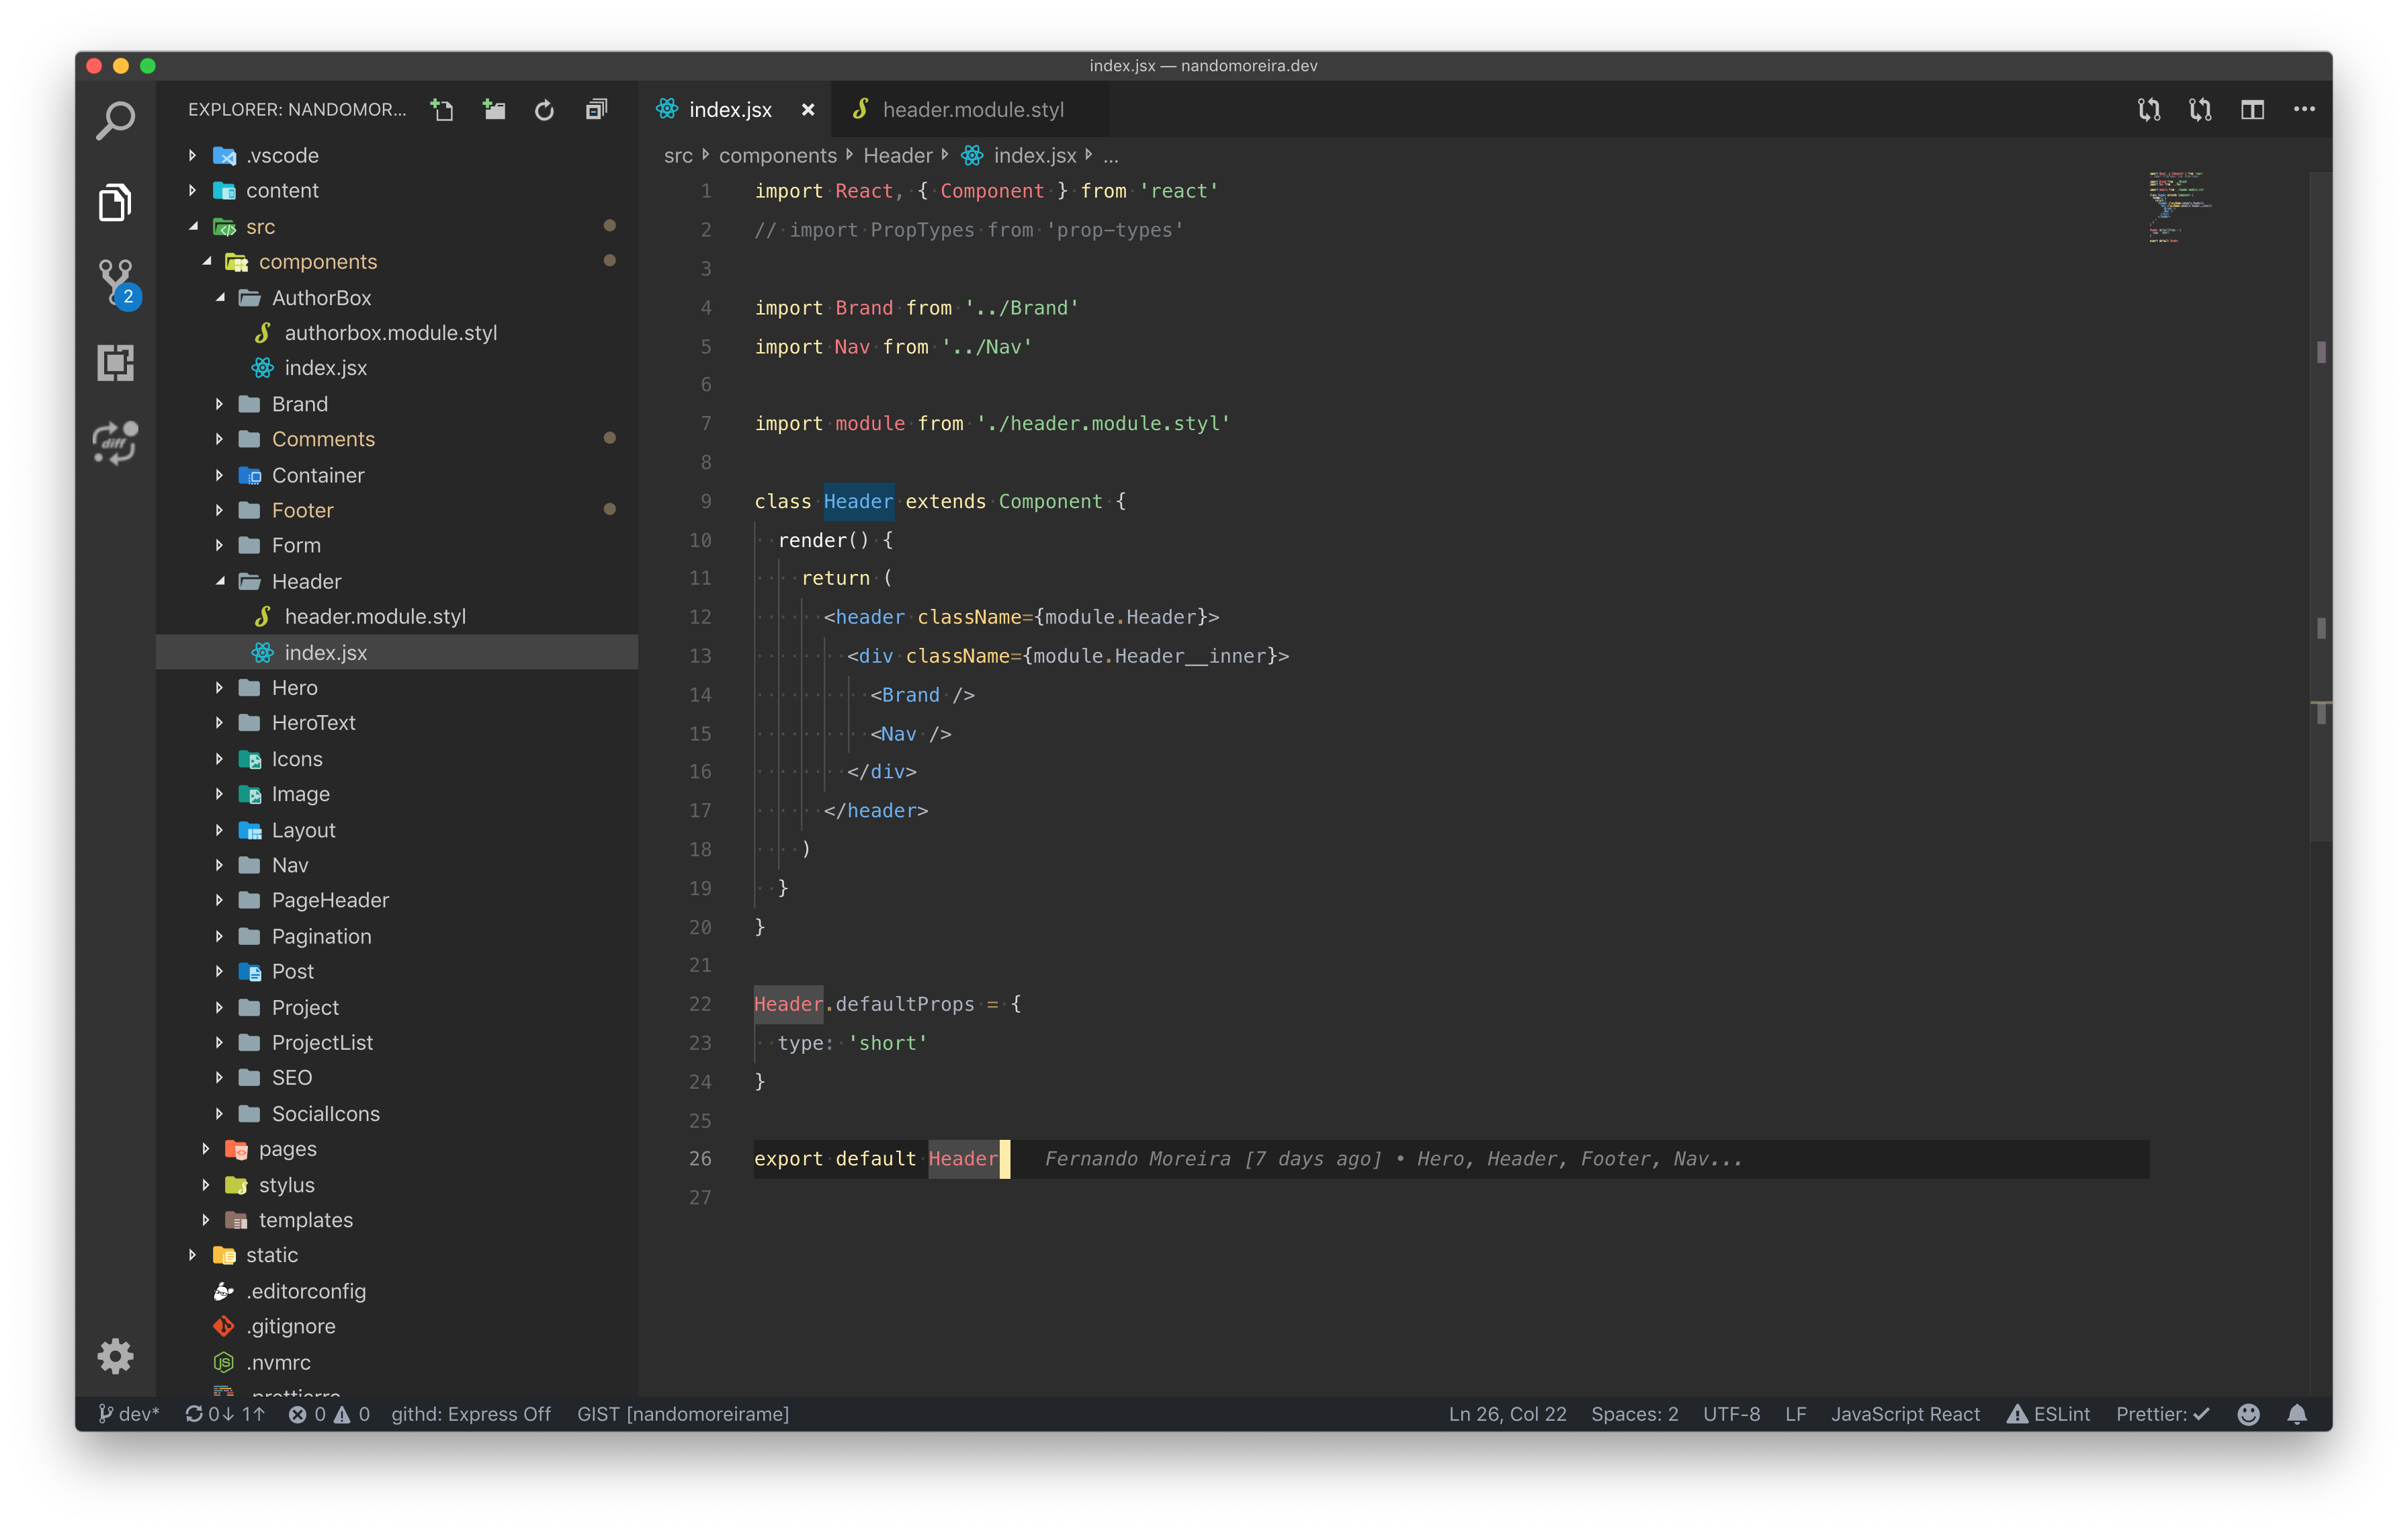 index.jsx — nandomoreira.dev
EXPLORER: NANDOMOR...
.vscode
content
src
components
AuthorBox
authorbox.module.styl
index.jsx
Brand
Comments
Container
Footer
Form
Header
header.module.styl
index.jsx
Hero
HeroText
Icons
Image
Layout
Nav
PageHeader
Pagination
Post
Project
ProjectList
SEO
SocialIcons
pages
stylus
templates
static
.editorconfig
.gitignore
.nvmrc
2
diff
index.jsx
header.module.styl
src components Header index.jsx ...
1 import React, { Component } from 'react'
2 // import PropTypes from 'prop-types'
3
4 import Brand from '../Brand'
5 import Nav from '../Nav'
6
7 import module from './header.module.styl'
8
9 class Header extends Component {
10 render() {
11 return (
12 <header className={module.Header}>
13 <div className={module.Header__inner}>
14 <Brand />
15 <Nav />
16 </div>
17 </header>
18 )
19 }
20 }
21
22 Header.defaultProps = {
23 type: 'short'
24 }
25
26 export default Header Fernando Moreira [7 days ago] • Hero, Header, Footer, Nav...
27
dev* 0↓ 1↑ 0 0 githd: Express Off GIST [nandomoreirame] Ln 26, Col 22 Spaces: 2 UTF-8 LF JavaScript React ESLint Prettier: ✓